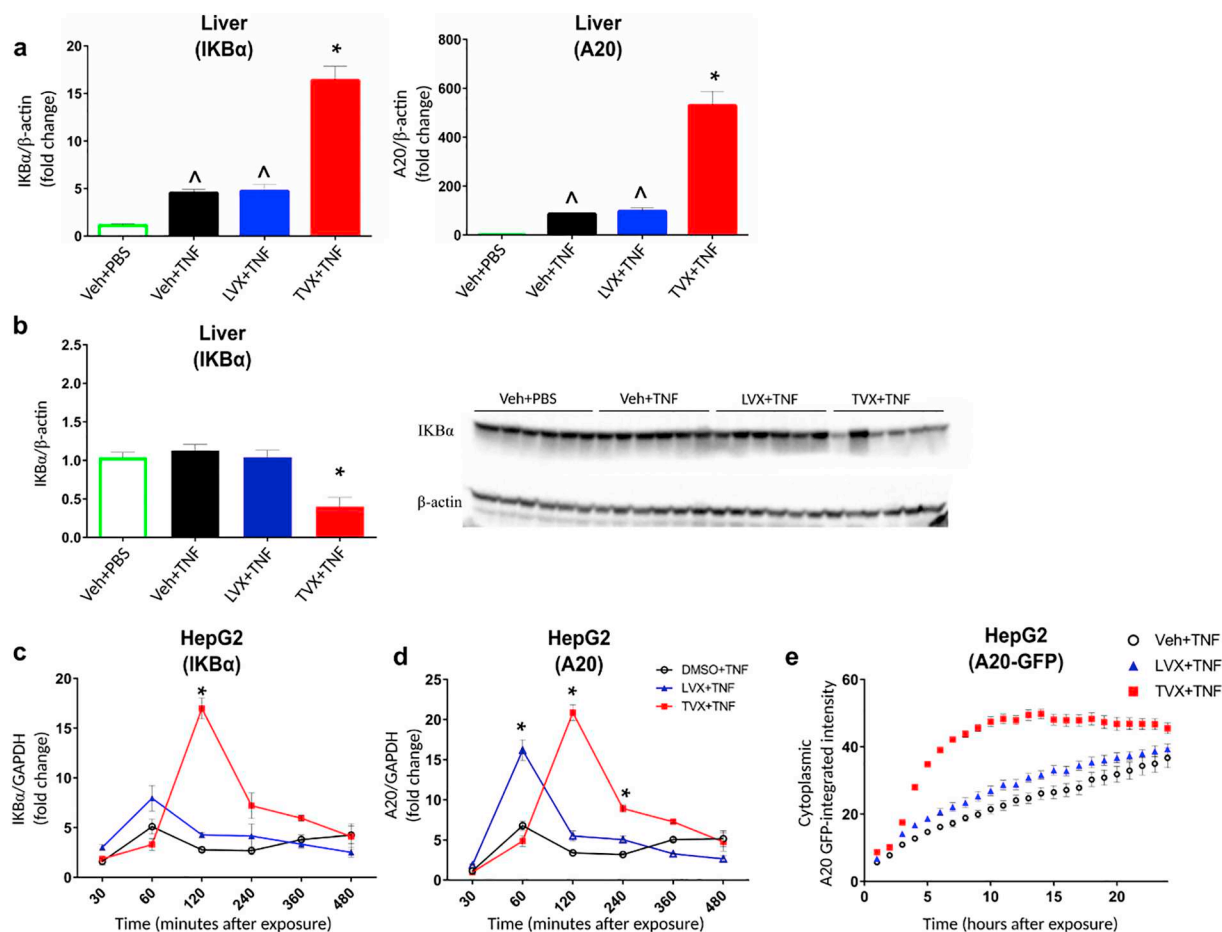 a
Liver
(IKBα)
IKBα/β-actin
(fold change)
20
15
10
5
0
*
^
^
Veh+PBS
Veh+TNF
LVX+TNF
TVX+TNF
Liver
(A20)
A20/β-actin
(fold change)
800
600
400
200
0
*
^
^
Veh+PBS
Veh+TNF
LVX+TNF
TVX+TNF
b
Liver
(IKBα)
IKBα/β-actin
2.5
2.0
1.5
1.0
0.5
0.0
*
Veh+PBS
Veh+TNF
LVX+TNF
TVX+TNF
Veh+PBS Veh+TNF LVX+TNF TVX+TNF
IKBα
β-actin
c
HepG2
(IKBα)
IKBα/GAPDH
(fold change)
20
15
10
5
0
*
30 60 120 240 360 480
Time (minutes after exposure)
d
HepG2
(A20)
A20/GAPDH
(fold change)
25
20
15
10
5
0
*
*
*
DMSO+TNF
LVX+TNF
TVX+TNF
30 60 120 240 360 480
Time (minutes after exposure)
e
HepG2
(A20-GFP)
Veh+TNF
LVX+TNF
TVX+TNF
Cytoplasmic
A20 GFP-integrated intensity
60
40
20
0
0 5 10 15 20
Time (hours after exposure)